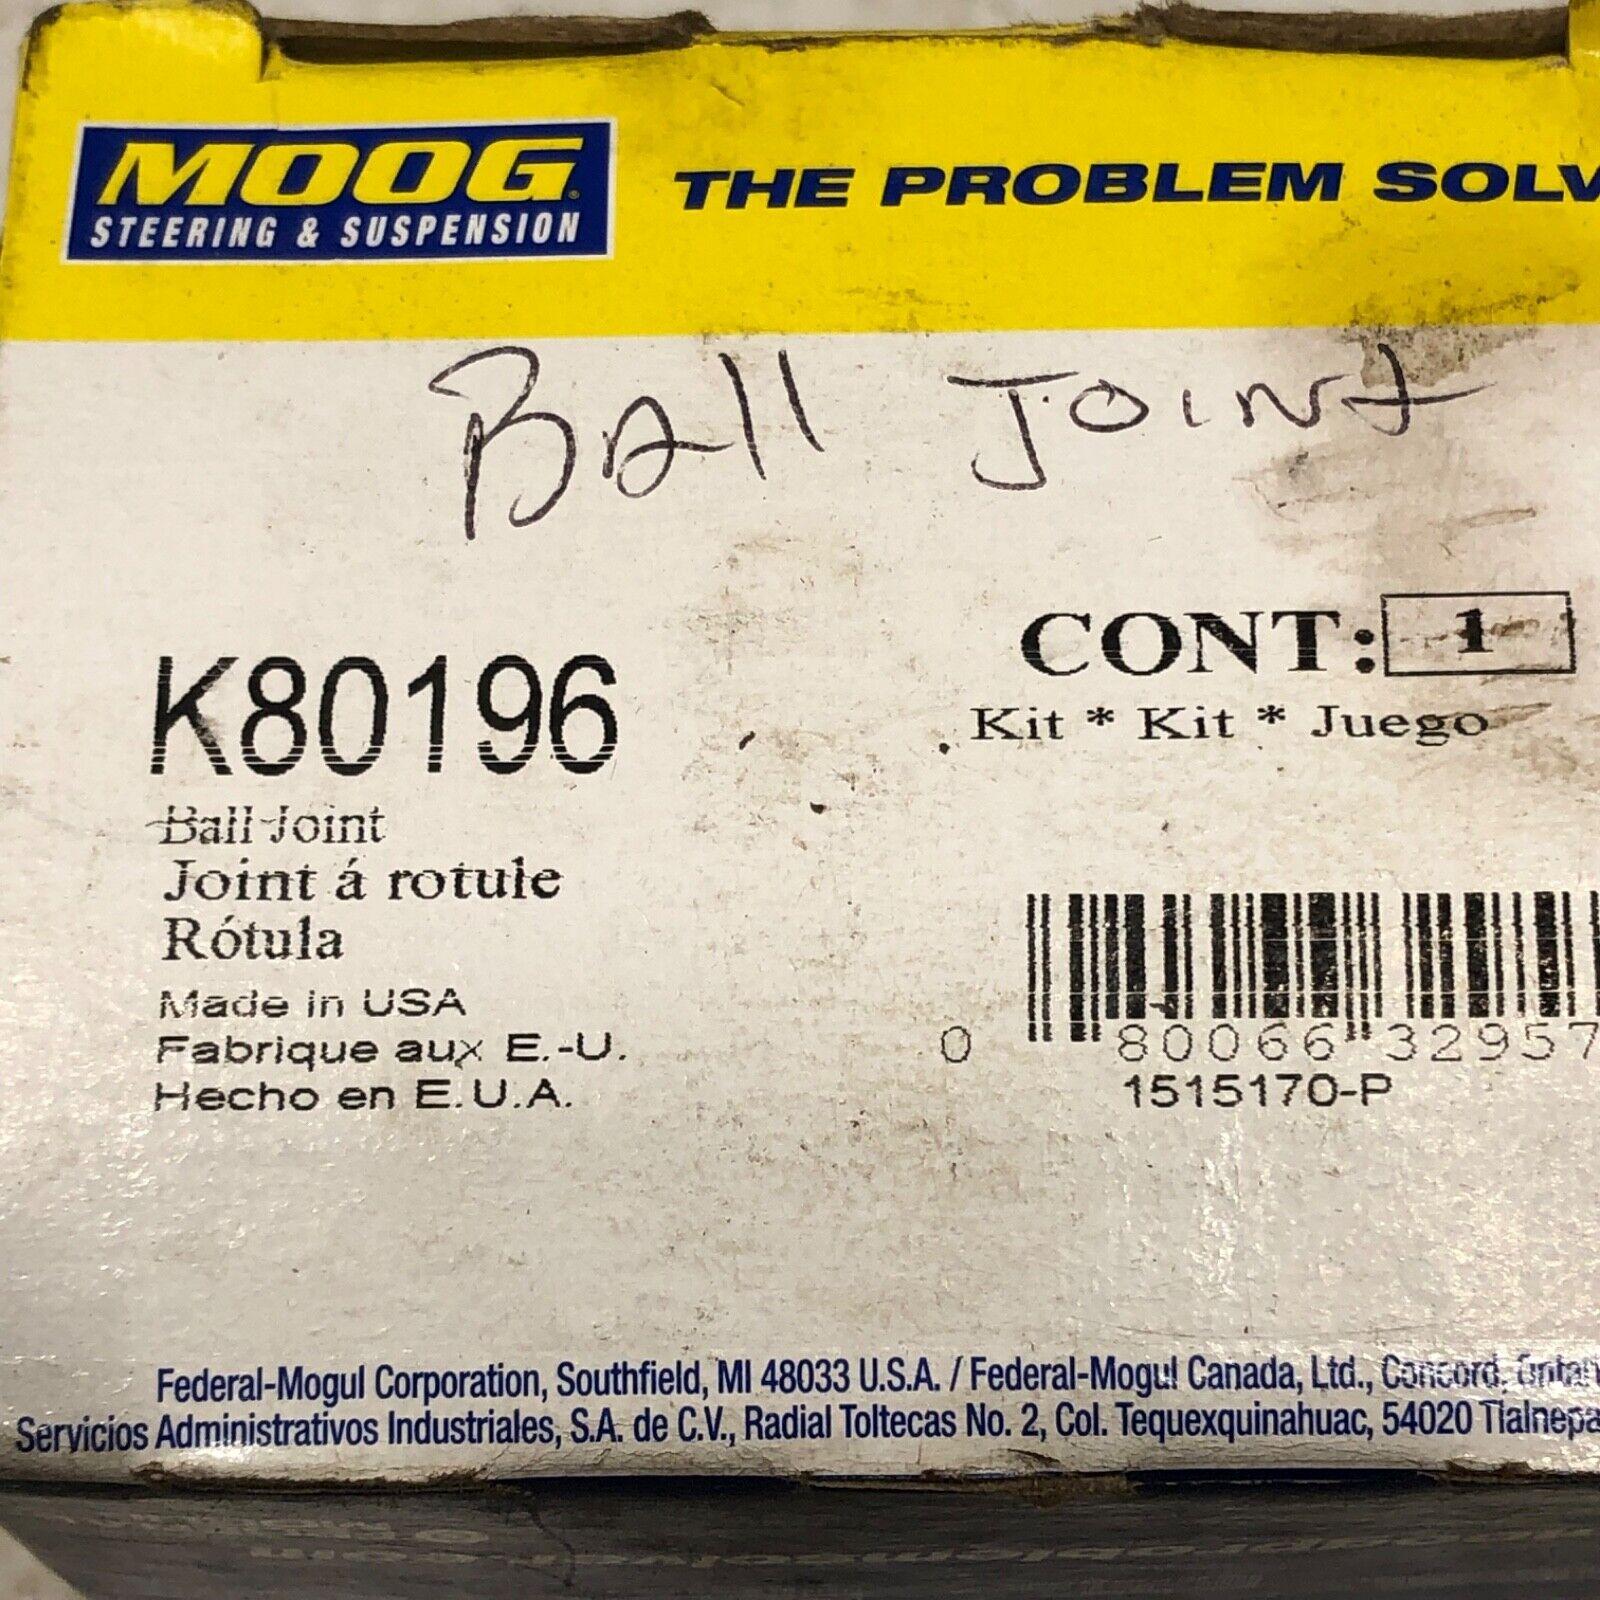 MOOG®
STEERING & SUSPENSION
THE PROBLEM SOLV
Ball Joint
K80196
CONT: 1
Kit * Kit * Juego
Ball Joint
Joint á rotule
Rótula
Made in USA
Fabrique aux E.-U.
Hecho en E.U.A.
0 80066 32957
1515170-P
Federal-Mogul Corporation, Southfield, MI 48033 U.S.A. / Federal-Mogul Canada, Ltd., Concord, Ontar
Servicios Administrativos Industriales, S.A. de C.V., Radial Toltecas No. 2, Col. Tequexquinahuac, 54020 Tlalnepa